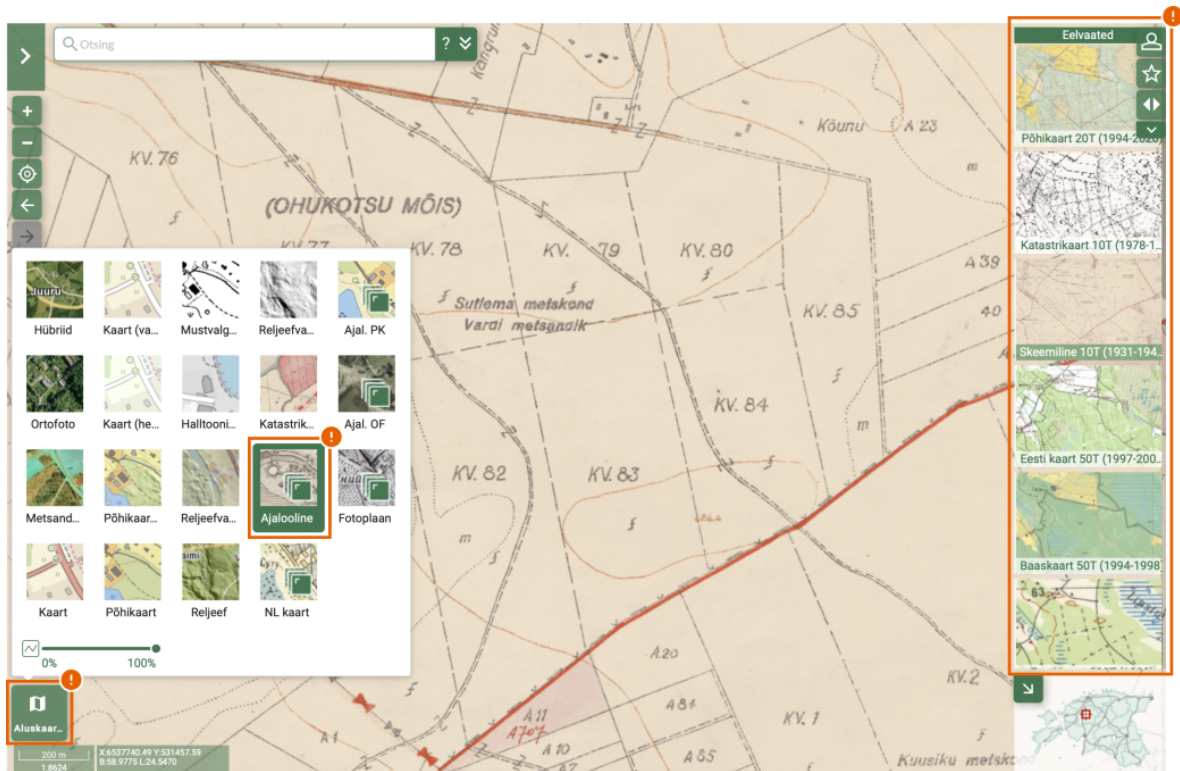 Otsing
?
Eelvaated
Põhikaart 20T (1994-2020)
Katastrikaart 10T (1978-1...
Skeemiline 10T (1931-194...
Eesti kaart 50T (1997-200...
Baaskaart 50T (1994-1998)
63
Kangru
Kõunu
A 23
m
KV. 76
(OHUKOTSU MÕIS)
KV. 77
KV. 78
KV. 79
KV. 80
A 39
40
Sutlema metskond
Vardi metsandik
KV. 85
KV. 84
m
KV. 82
KV. 83
m
Juuru
Hübriid
Kaart (va...
Mustvalg...
Reljeefva...
Ajal. PK
Ortofoto
Kaart (he...
Halltooni...
Katastrik...
Ajal. OF
Metsand...
Põhikaar...
Reljeefva...
Ajalooline
Fotoplaan
Kaart
Põhikaart
Reljeef
NL kaart
0%
100%
!
!
!
Aluskaar...
200 m
1:8624
X:6537740.49 Y:531457.59
B:58.9775 L:24.5470
A 20
A 84
KV. 2
A 11
A707
A 1
A 10
A 85
KV. 1
Kuusiku metsko